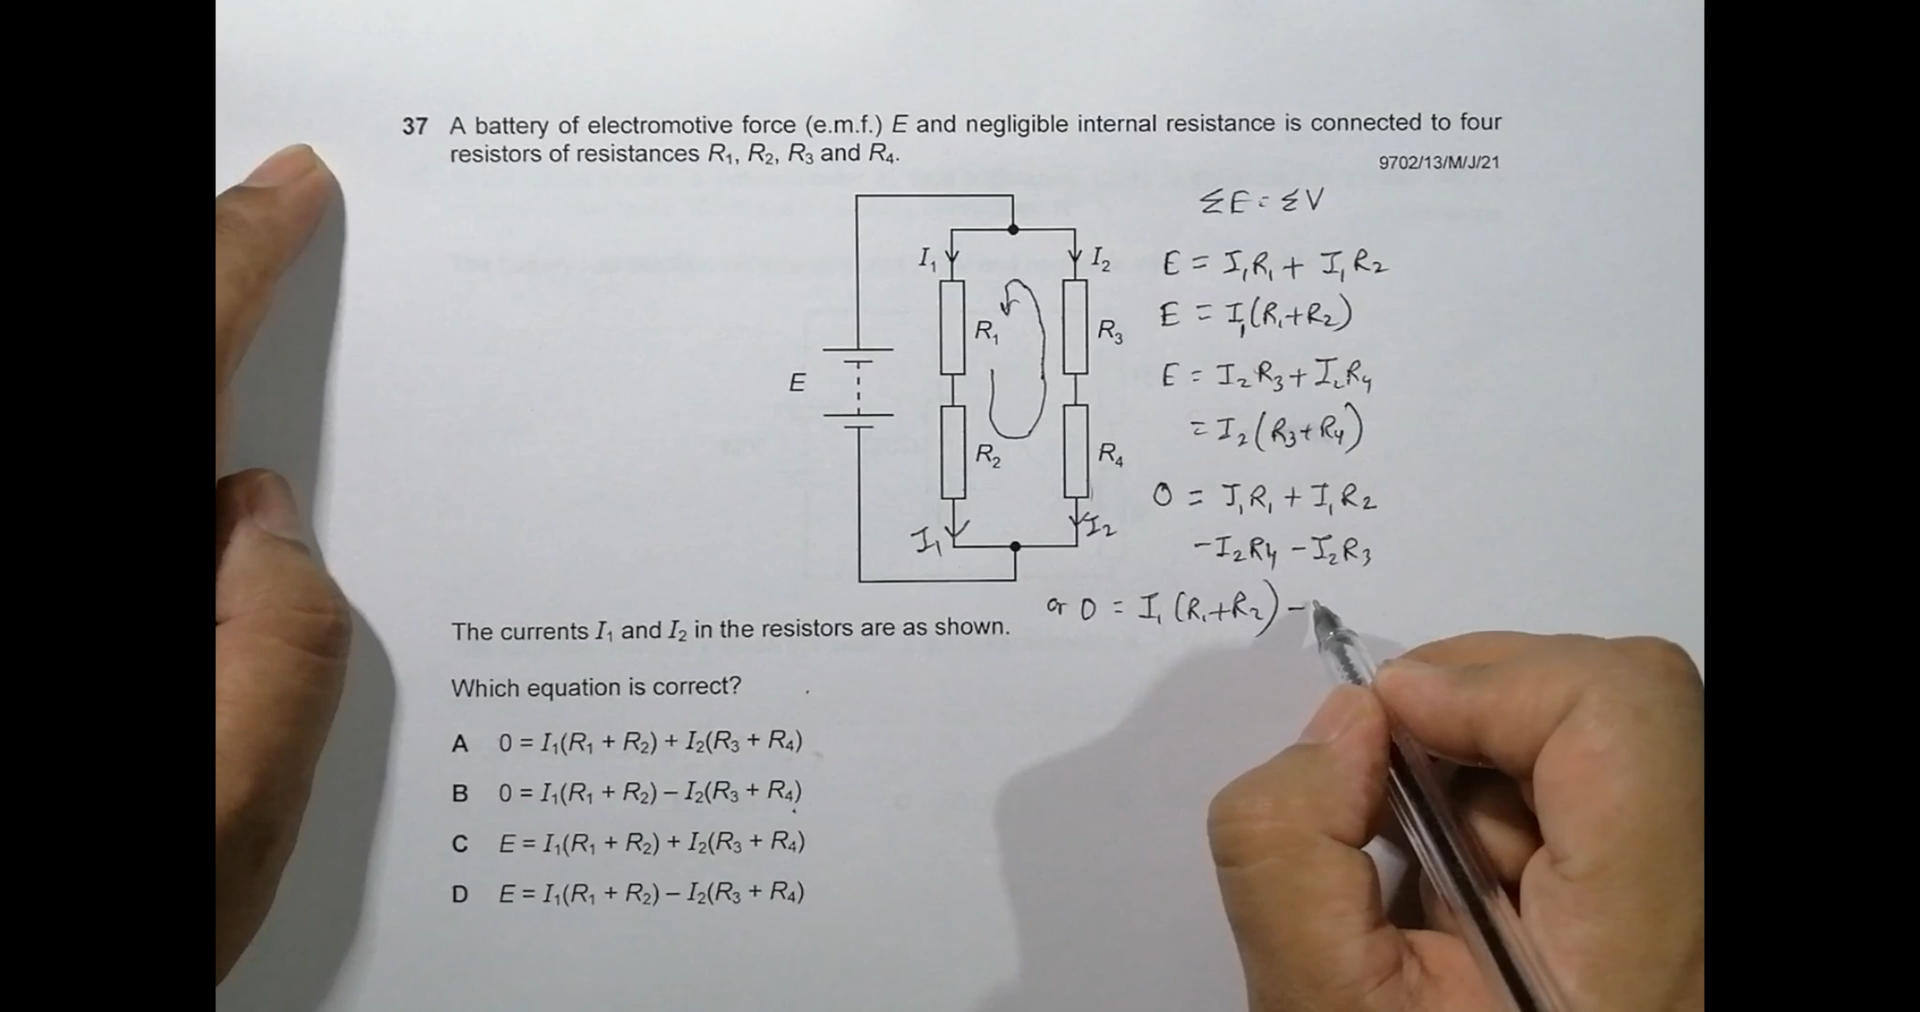 37 A battery of electromotive force (e.m.f.) E and negligible internal resistance is connected to four
resistors of resistances R₁, R₂, R₃ and R₄.
9702/13/M/J/21
ΣE = ΣV
I₁
I₂
E = I₁R₁ + I₁R₂
E = I₁(R₁+R₂)
R₁
R₃
E
E = I₂R₃ + I₂R₄
= I₂(R₃+R₄)
R₂
R₄
0 = I₁R₁ + I₁R₂
I₁
I₂
-I₂R₄ - I₂R₃
or 0 = I₁(R₁+R₂) -
The currents I₁ and I₂ in the resistors are as shown.
Which equation is correct?
A 0 = I₁(R₁ + R₂) + I₂(R₃ + R₄)
B 0 = I₁(R₁ + R₂) – I₂(R₃ + R₄)
C E = I₁(R₁ + R₂) + I₂(R₃ + R₄)
D E = I₁(R₁ + R₂) – I₂(R₃ + R₄)